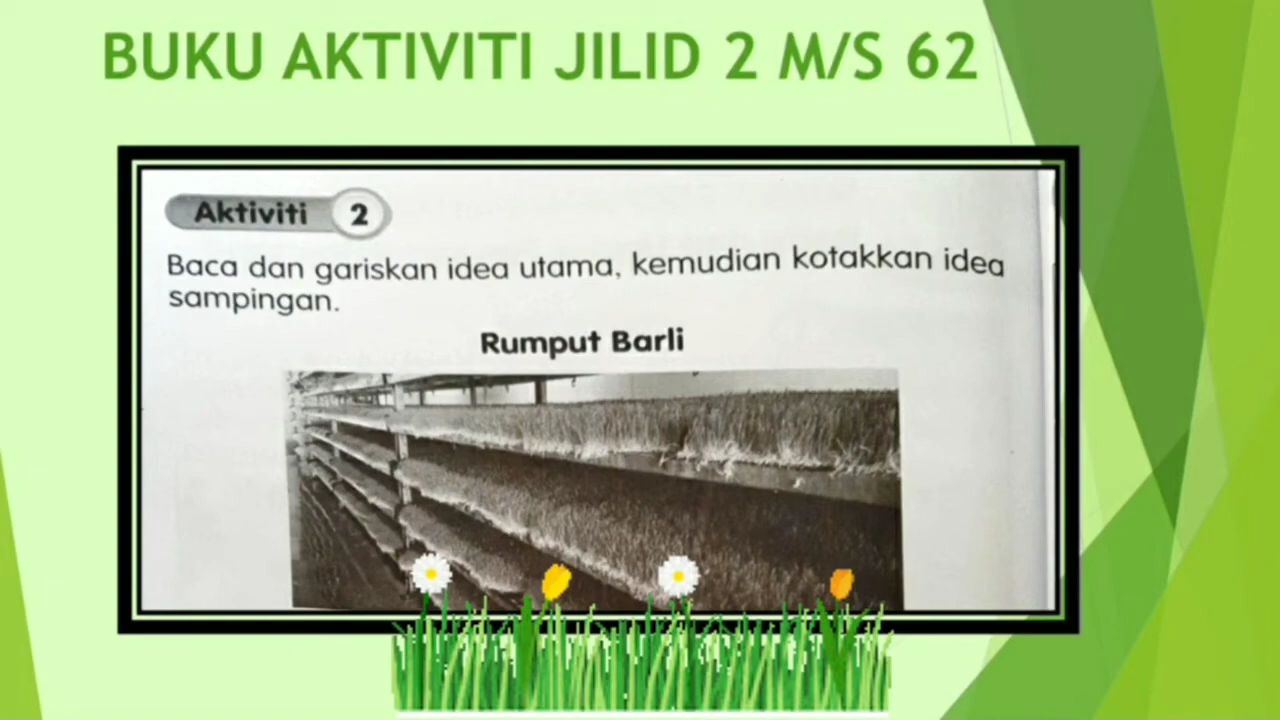 BUKU AKTIVITI JILID 2 M/S 62
Aktiviti 2
Baca dan gariskan idea utama, kemudian kotakkan idea
sampingan.
Rumput Barli